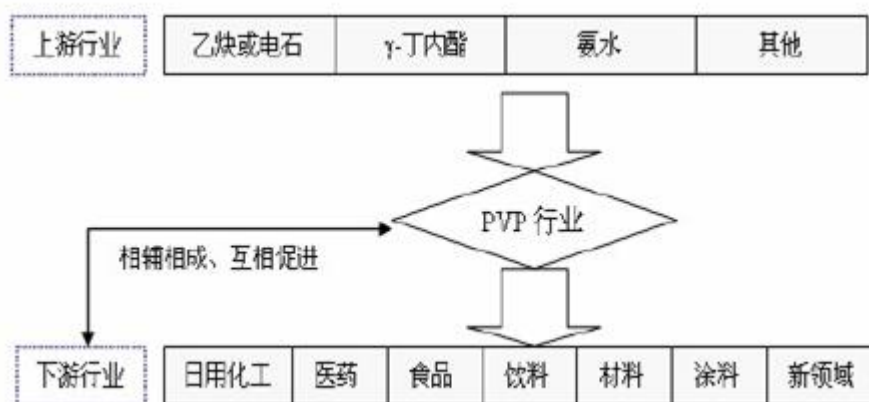 上游行业 乙炔或电石 γ-丁内酯 氨水 其他
PVP 行业
相辅相成、互相促进
下游行业 日用化工 医药 食品 饮料 材料 涂料 新领域